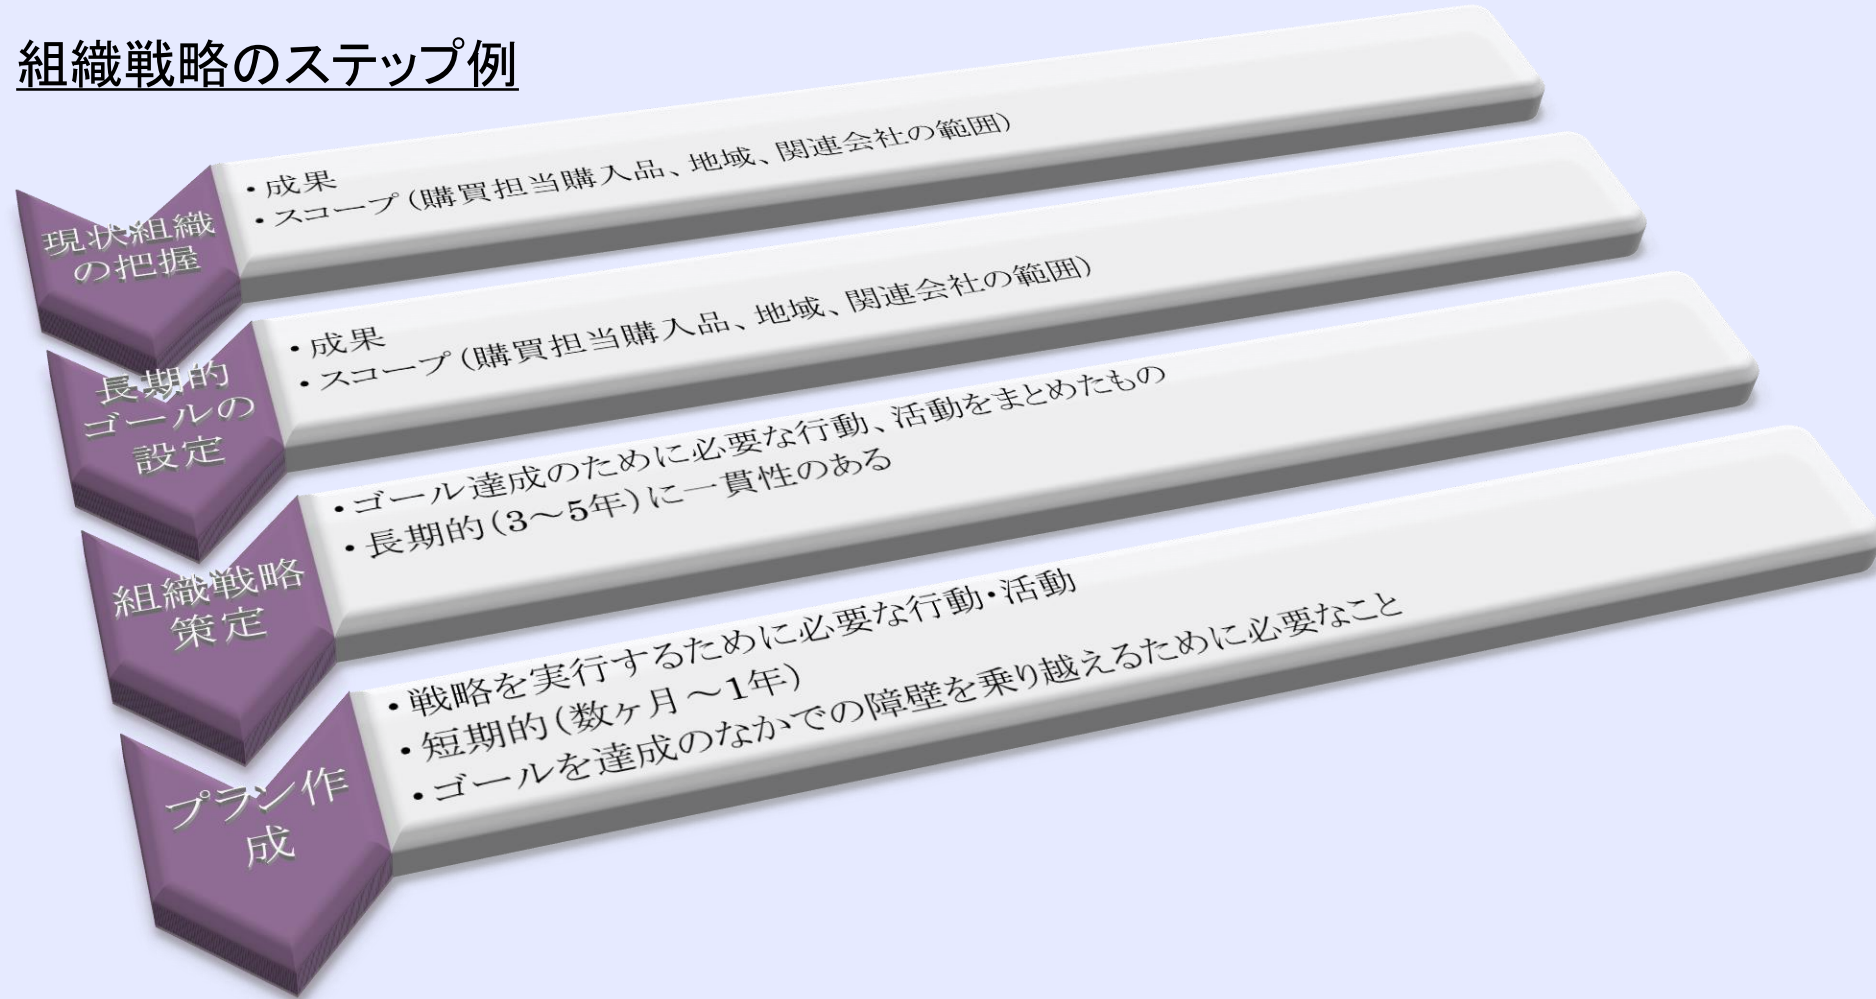 組織戦略のステップ例
現状組織
の把握
・成果
・スコープ(購買担当購入品、地域、関連会社の範囲)
長期的
ゴールの
設定
・成果
・スコープ(購買担当購入品、地域、関連会社の範囲)
組織戦略
策定
・ゴール達成のために必要な行動、活動をまとめたもの
・長期的(3～5年)に一貫性のある
プラン作
成
・戦略を実行するために必要な行動・活動
・短期的(数ヶ月～1年)
・ゴールを達成のなかでの障壁を乗り越えるために必要なこと